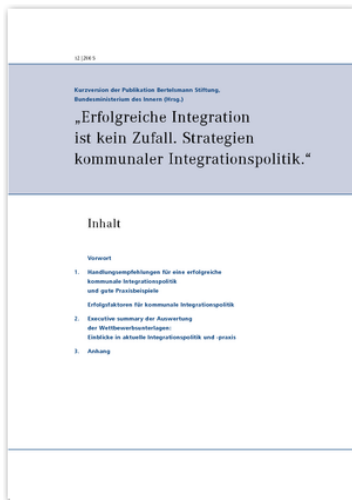 12|2005
Kurzversion der Publikation Bertelsmann Stiftung,
Bundesministerium des Innern (Hrsg.)
„Erfolgreiche Integration
ist kein Zufall. Strategien
kommunaler Integrationspolitik.“
Inhalt
Vorwort
1. Handlungsempfehlungen für eine erfolgreiche
kommunale Integrationspolitik
und gute Praxisbeispiele
Erfolgsfaktoren für kommunale Integrationspolitik
2. Executive summary der Auswertung
der Wettbewerbsunterlagen:
Einblicke in aktuelle Integrationspolitik und -praxis
3. Anhang